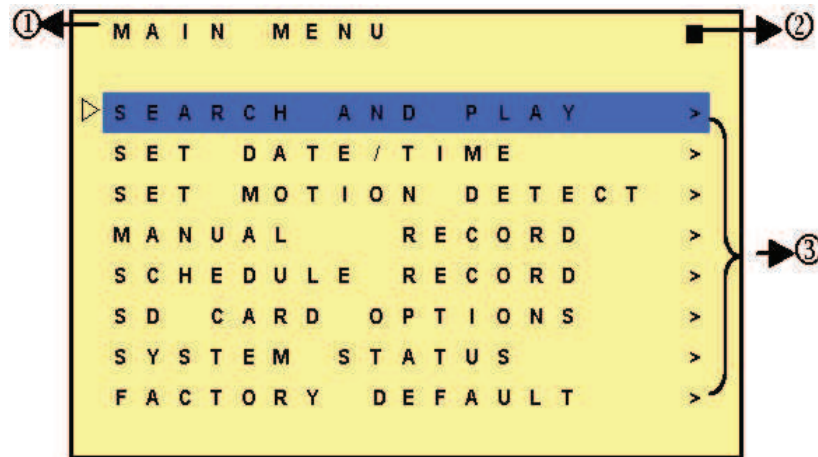 ① MAIN MENU ■ ②
▷ SEARCH AND PLAY >
SET DATE/TIME >
SET MOTION DETECT >
MANUAL RECORD >
SCHEDULE RECORD > ③
SD CARD OPTIONS >
SYSTEM STATUS >
FACTORY DEFAULT >